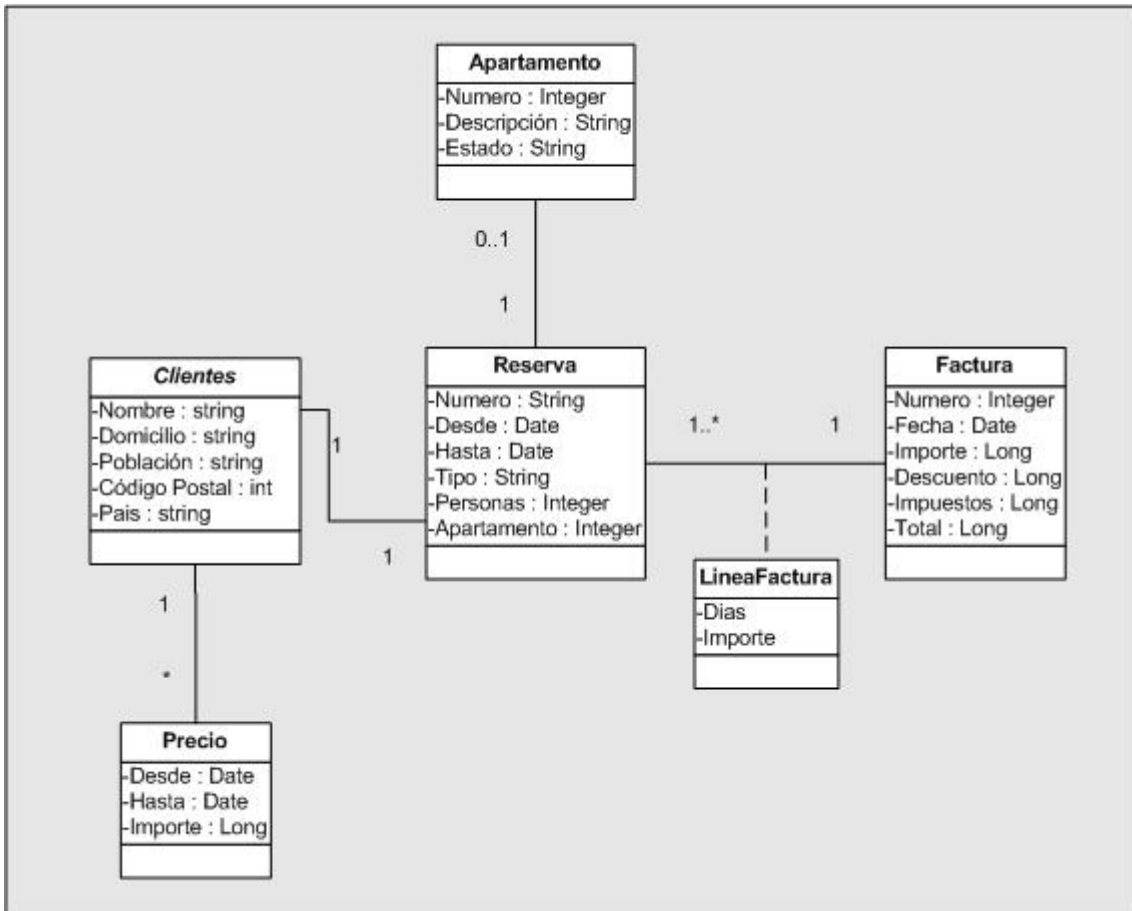 Apartamento
-Numero : Integer
-Descripción : String
-Estado : String
0..1
1
Clientes
-Nombre : string
-Domicilio : string
-Población : string
-Código Postal : int
-Pais : string
1
1
Reserva
-Numero : String
-Desde : Date
-Hasta : Date
-Tipo : String
-Personas : Integer
-Apartamento : Integer
1..*
1
Factura
-Numero : Integer
-Fecha : Date
-Importe : Long
-Descuento : Long
-Impuestos : Long
-Total : Long
LineaFactura
-Dias
-Importe
1
*
Precio
-Desde : Date
-Hasta : Date
-Importe : Long